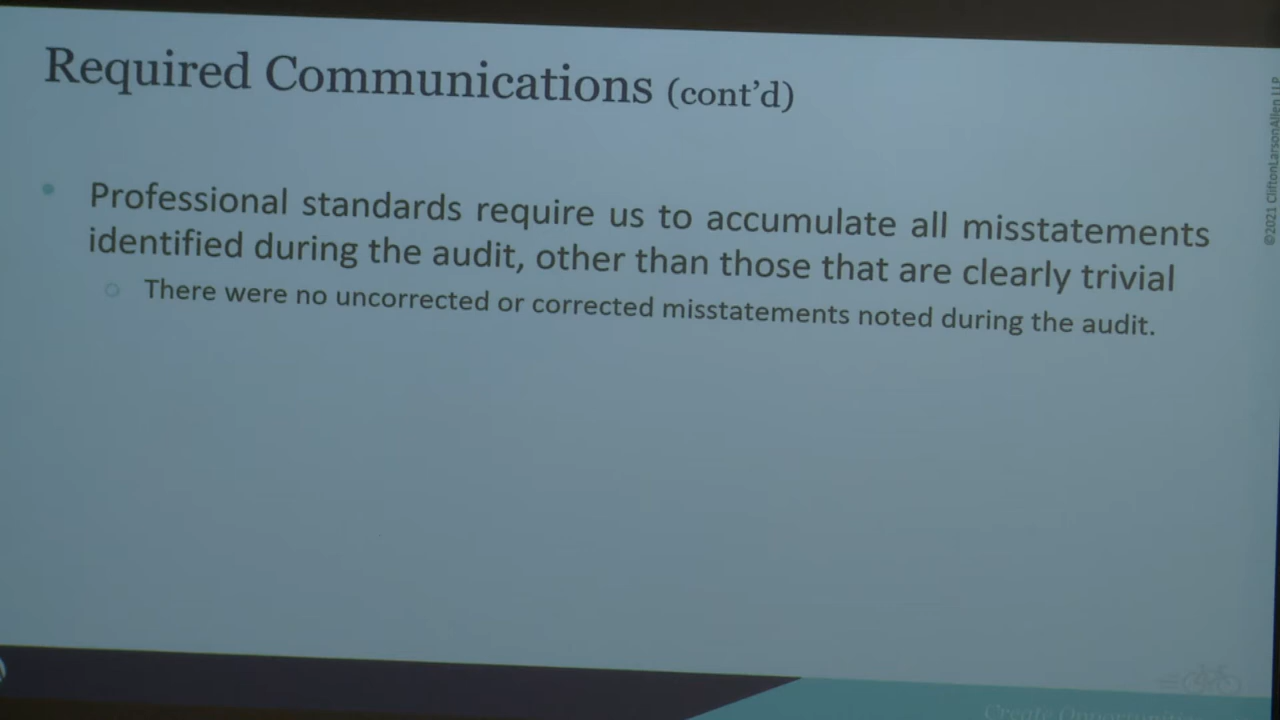 Required Communications (cont’d)
Professional standards require us to accumulate all misstatements
identified during the audit, other than those that are clearly trivial
There were no uncorrected or corrected misstatements noted during the audit.
©2021 CliftonLarsonAllen LLP
Create